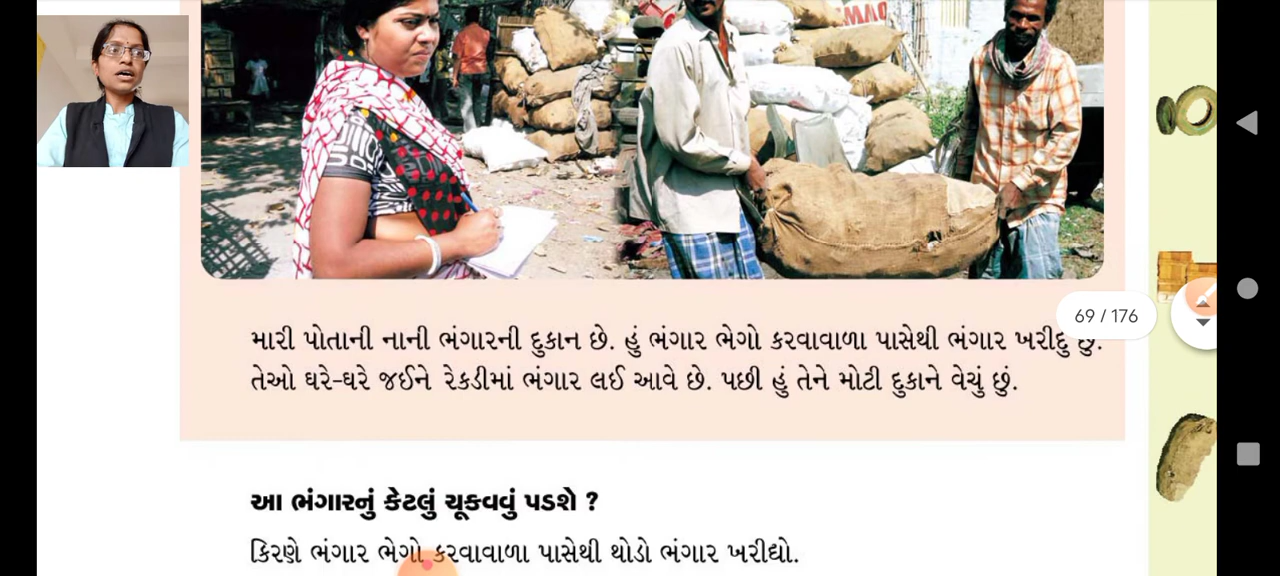 મારી પોતાની નાની ભંગારની દુકાન છે. હું ભંગાર ભેગો કરવાવાળા પાસેથી ભંગાર ખરીદું છું.
69 / 176
તેઓ ઘરે-ઘરે જઈને રેકડીમાં ભંગાર લઈ આવે છે. પછી હું તેને મોટી દુકાને વેચું છું.
આ ભંગારનું કેટલું ચૂકવવું પડશે ?
કિરણે ભંગાર ભેગો કરવાવાળા પાસેથી થોડો ભંગાર ખરીદ્યો.